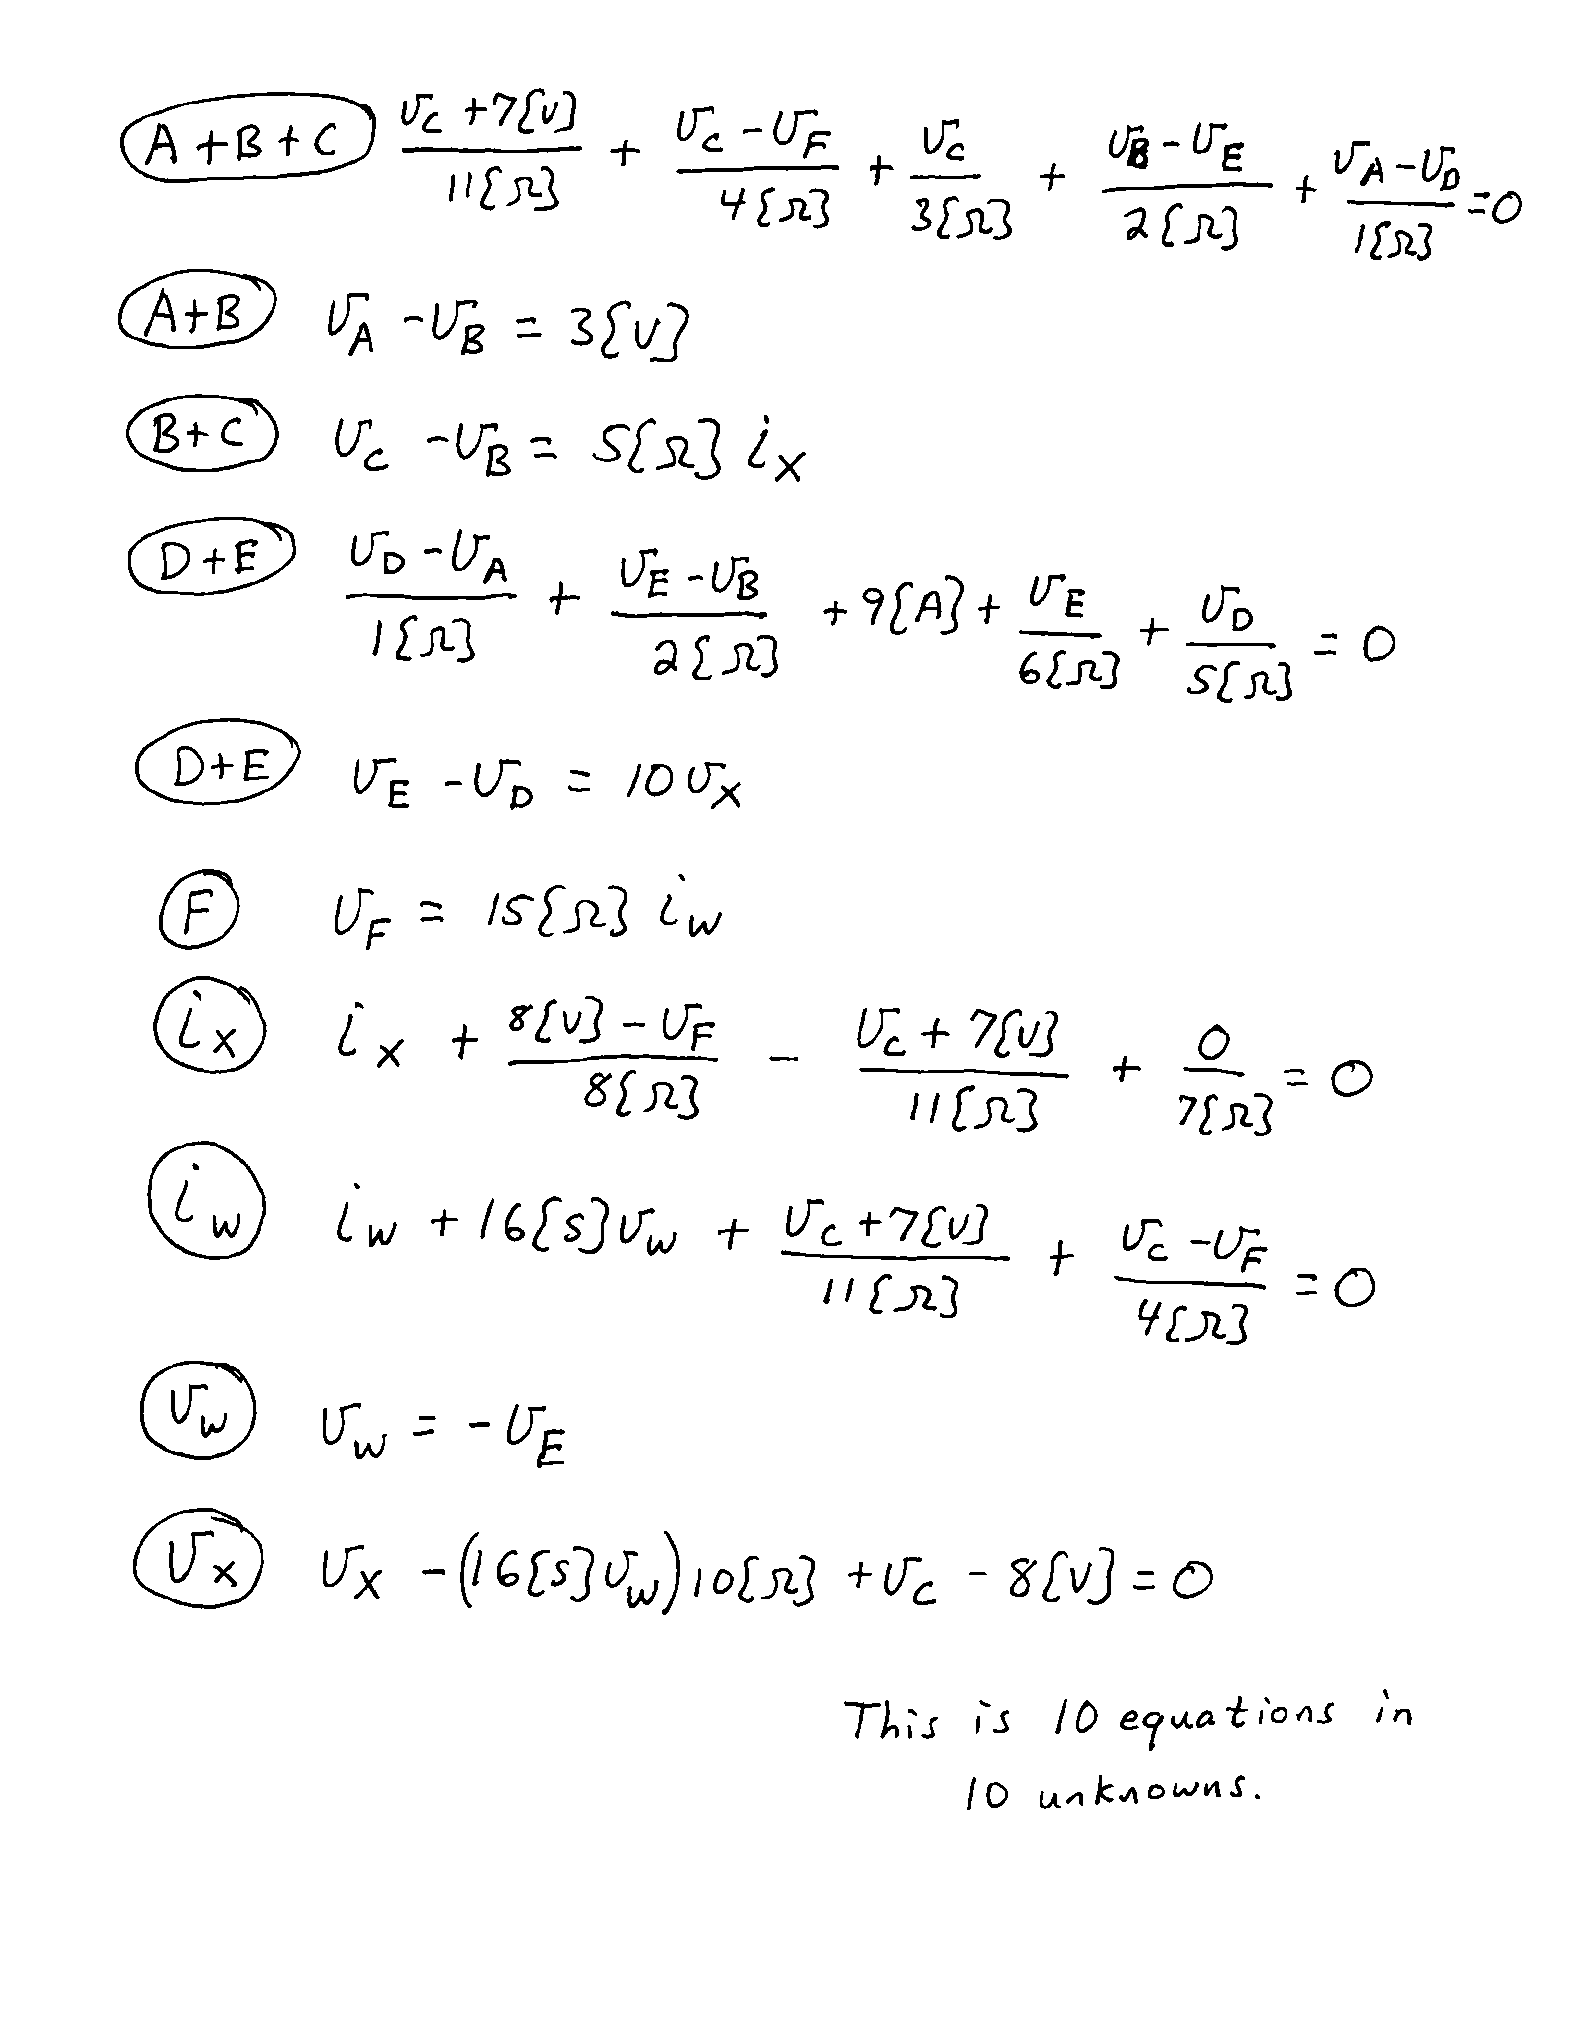 A+B+C (v_C + 7{V})/11{Ω} + (v_C - v_F)/4{Ω} + v_C/3{Ω} + (v_B - v_E)/2{Ω} + (v_A - v_D)/1{Ω} = 0
A+B v_A - v_B = 3{V}
B+C v_C - v_B = 5{Ω} i_x
D+E (v_D - v_A)/1{Ω} + (v_E - v_B)/2{Ω} + 9{A} + v_E/6{Ω} + v_D/5{Ω} = 0
D+E v_E - v_D = 10 v_x
F v_F = 15{Ω} i_w
i_x i_x + (8{V} - v_F)/8{Ω} - (v_C + 7{V})/11{Ω} + 0/7{Ω} = 0
i_w i_w + 16{S}v_w + (v_C + 7{V})/11{Ω} + (v_C - v_F)/4{Ω} = 0
v_w v_w = - v_E
v_x v_x - (16{S}v_w)10{Ω} + v_C - 8{V} = 0
This is 10 equations in
10 unknowns.